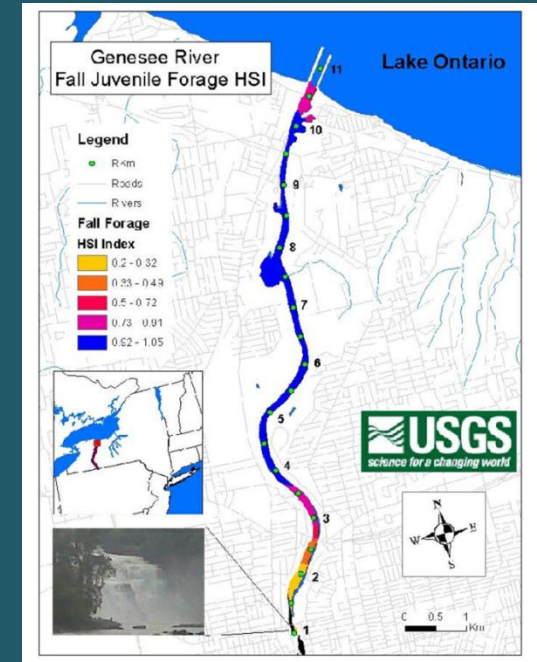 Genesee River
Fall Juvenile Forage HSI
Lake Ontario
11
Legend
RKm
Roads
Rivers
Fall Forage
HSI Index
0.2 - 0.32
0.33 - 0.49
0.5 - 0.72
0.73 - 0.91
0.92 - 1.05
10
9
8
7
6
5
4
3
2
1
USGS
science for a changing world
N
W
E
S
0 0.5 1
Km